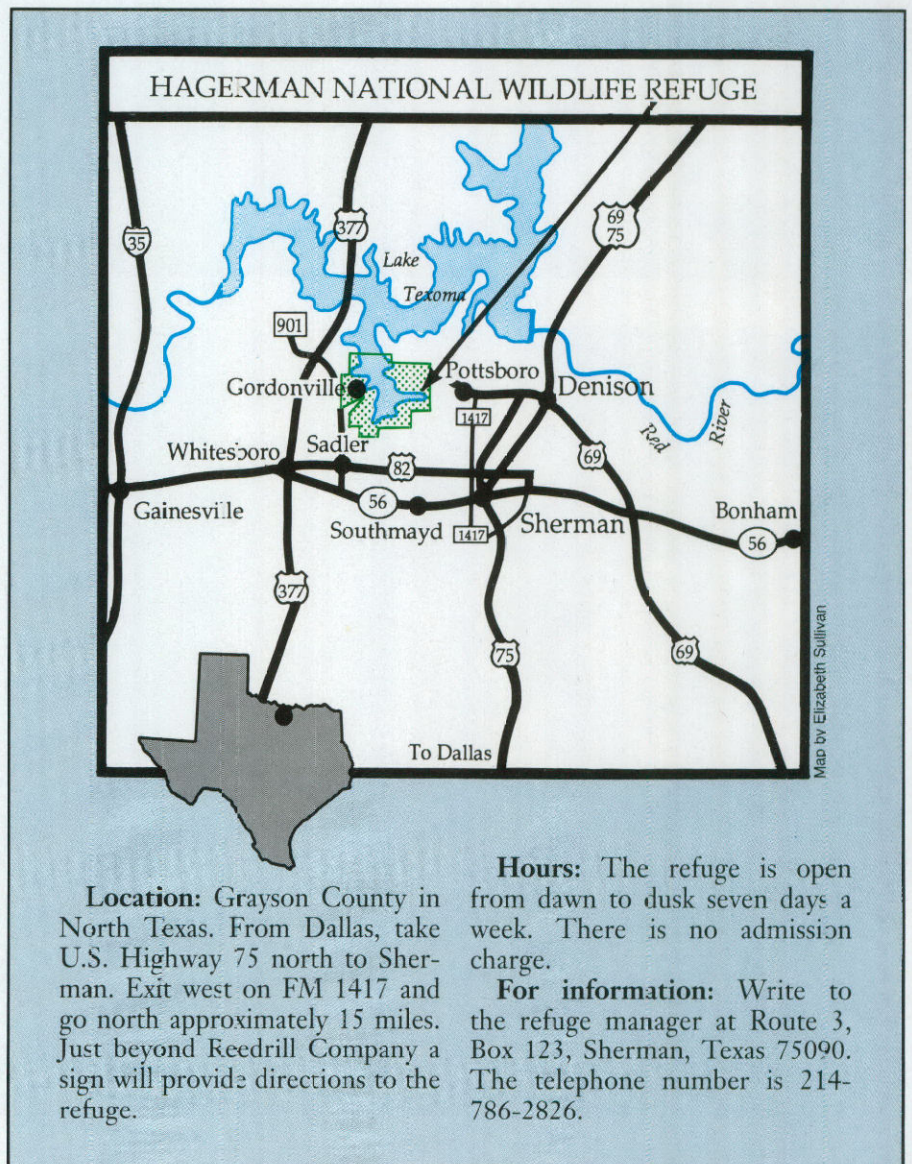 HAGERMAN NATIONAL WILDLIFE REFUGE
35
377
69
75
Lake
Texoma
901
Gordonville
Pottsboro
Denison
1417
Red
River
Whitesboro
Sadler
82
69
Gainesville
56
Southmayd
1417
Sherman
Bonham
56
377
75
69
To Dallas
Map by Elizabeth Sullivan
Location: Grayson County in
North Texas. From Dallas, take
U.S. Highway 75 north to Sher-
man. Exit west on FM 1417 and
go north approximately 15 miles.
Just beyond Reedrill Company a
sign will provide directions to the
refuge.
Hours: The refuge is open
from dawn to dusk seven days a
week. There is no admission
charge.
For information: Write to
the refuge manager at Route 3,
Box 123, Sherman, Texas 75090.
The telephone number is 214-
786-2826.